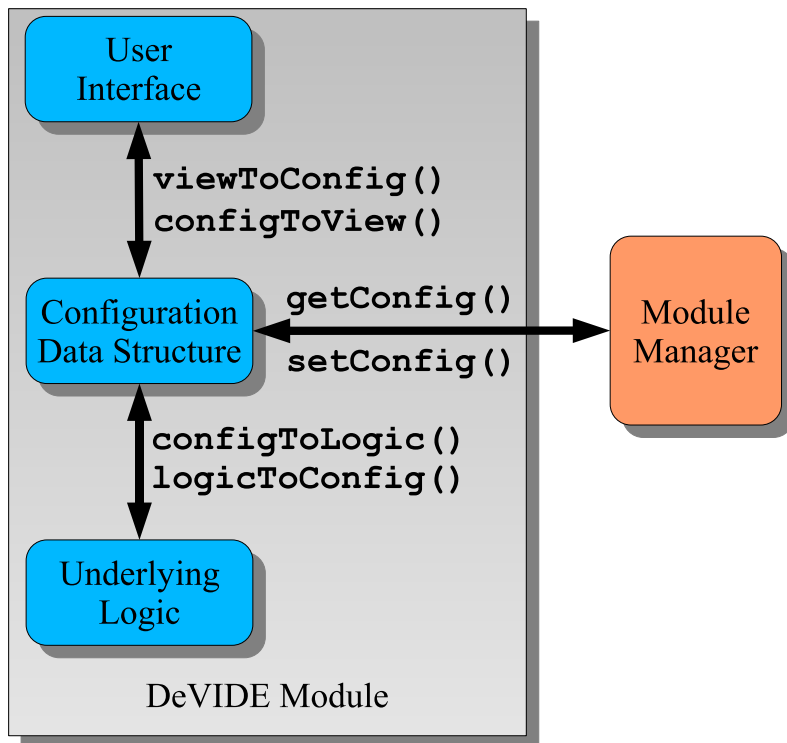 User
Interface
viewToConfig()
configToView()
Configuration
Data Structure
getConfig()
setConfig()
Module
Manager
configToLogic()
logicToConfig()
Underlying
Logic
DeVIDE Module